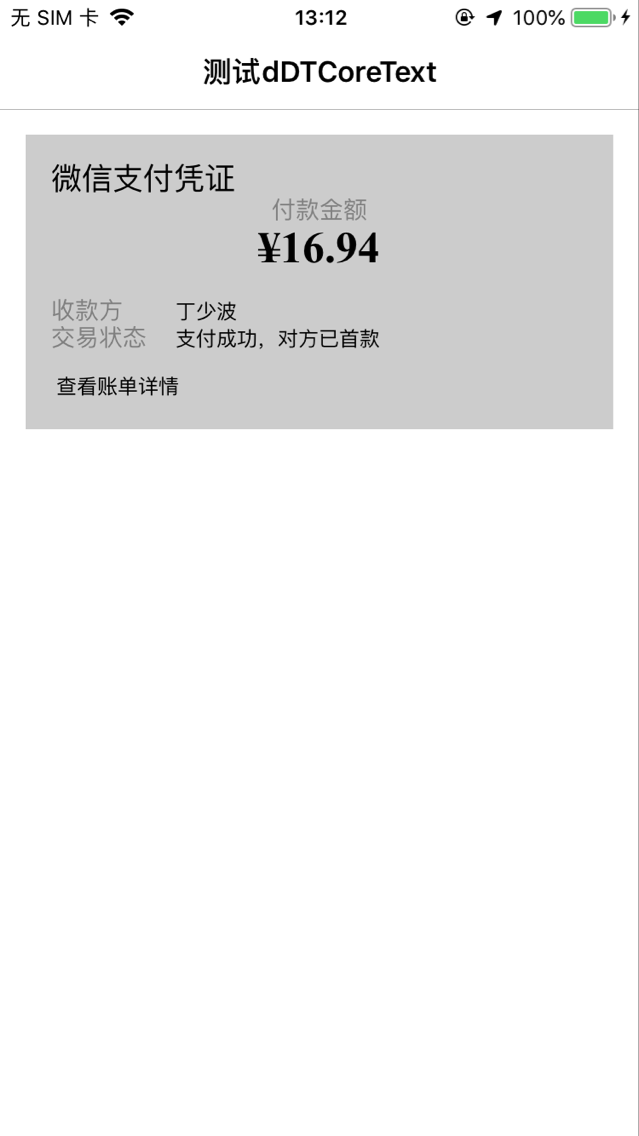 无 SIM 卡 13:12 100%
测试dDTCoreText
微信支付凭证
付款金额
¥16.94
收款方 丁少波
交易状态 支付成功，对方已首款
查看账单详情